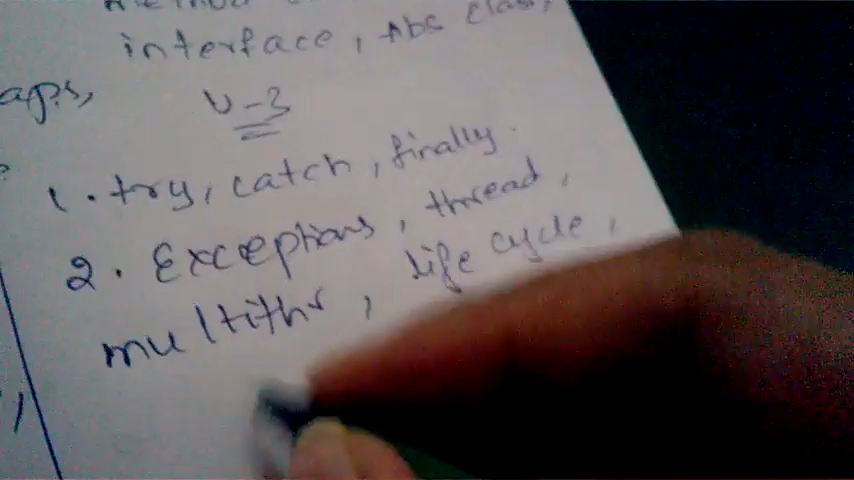 interface, Abs class,
aps,
U-3
1. try, catch, finally.
2. Exceptions, thread,
multithr, life cycle,